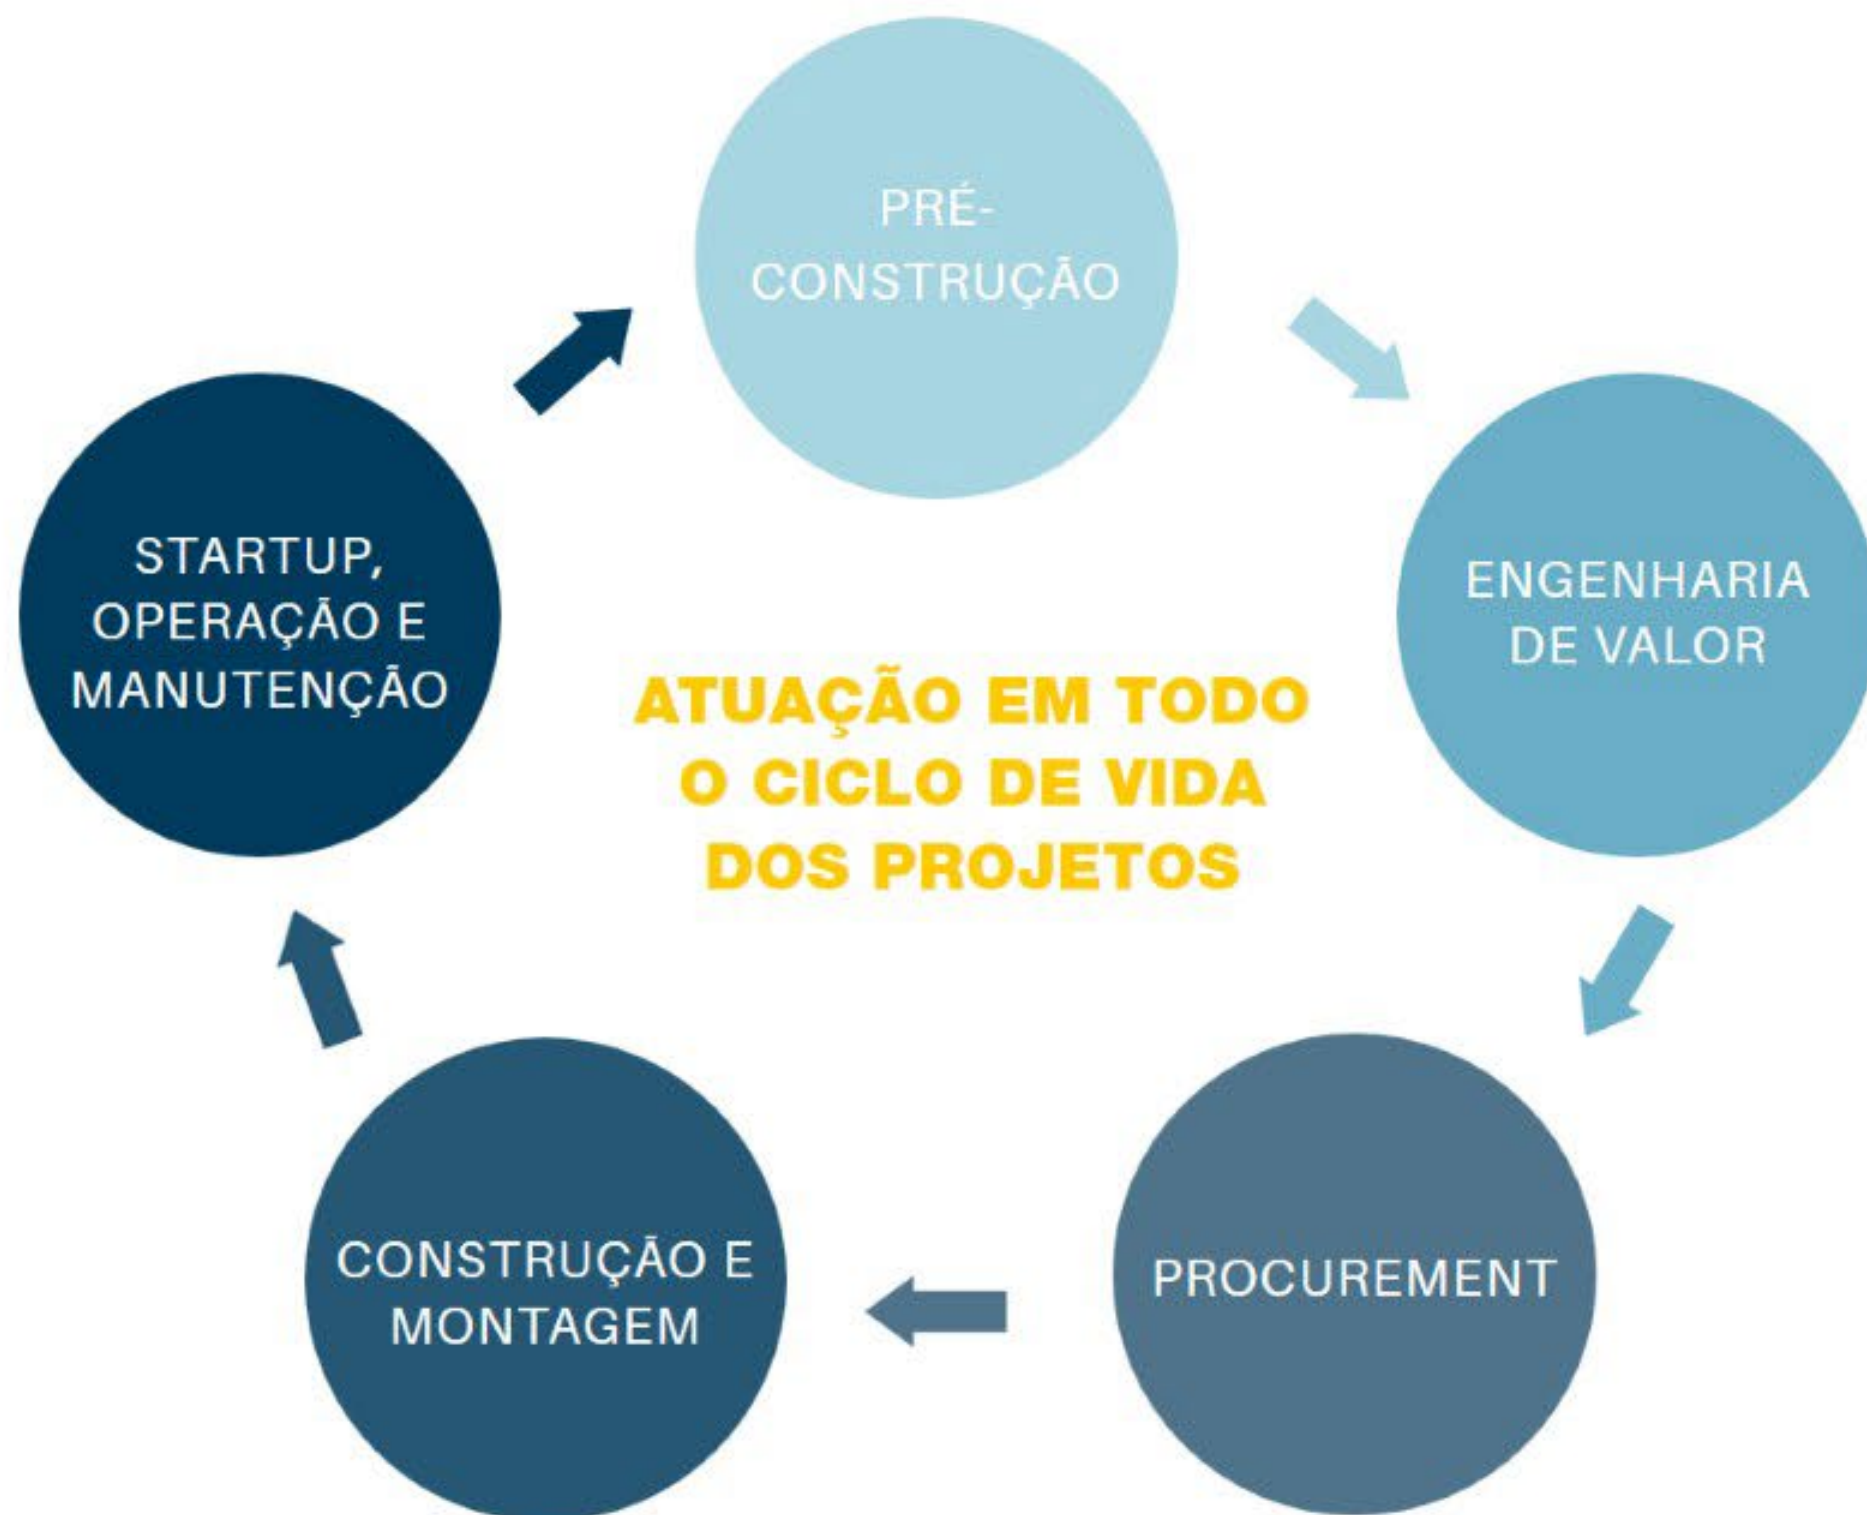 PRÉ-
CONSTRUÇÃO
ENGENHARIA
DE VALOR
PROCUREMENT
CONSTRUÇÃO E
MONTAGEM
STARTUP,
OPERAÇÃO E
MANUTENÇÃO
ATUAÇÃO EM TODO
O CICLO DE VIDA
DOS PROJETOS